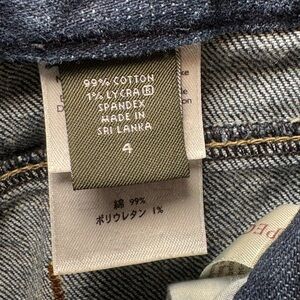 99% COTTON
1% LYCRA®
SPANDEX
MADE IN
SRI LANKA
4
綿 99%
ポリウレタン 1%